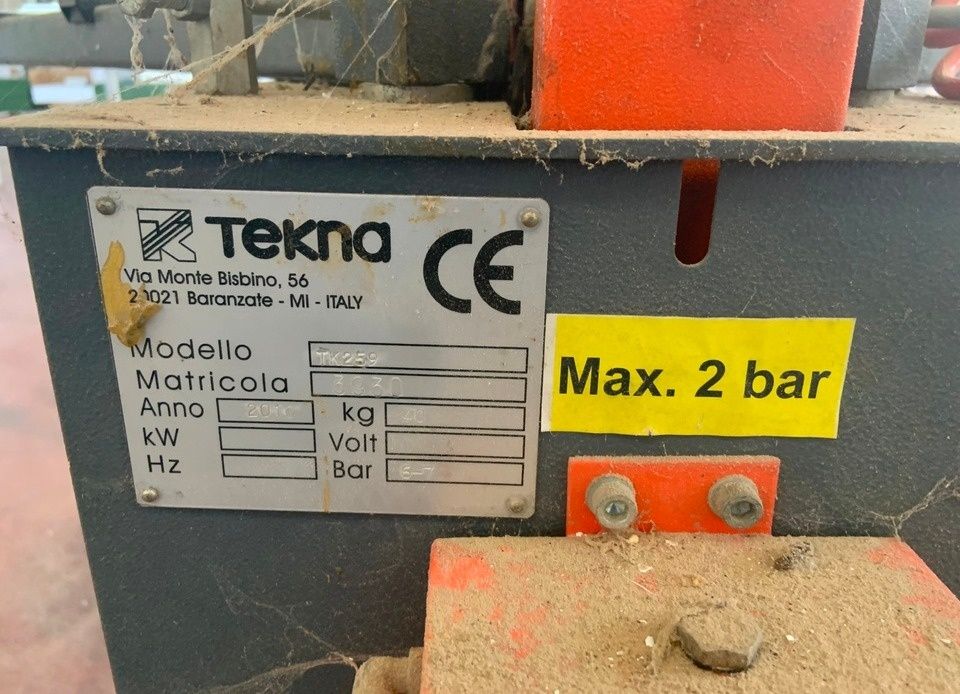 TEKNA
CE
Via Monte Bisbino, 56
20021 Baranzate - MI - ITALY
Modello TK259
Matricola
Anno kg 40
kW Volt
Hz Bar 6-7
Max. 2 bar